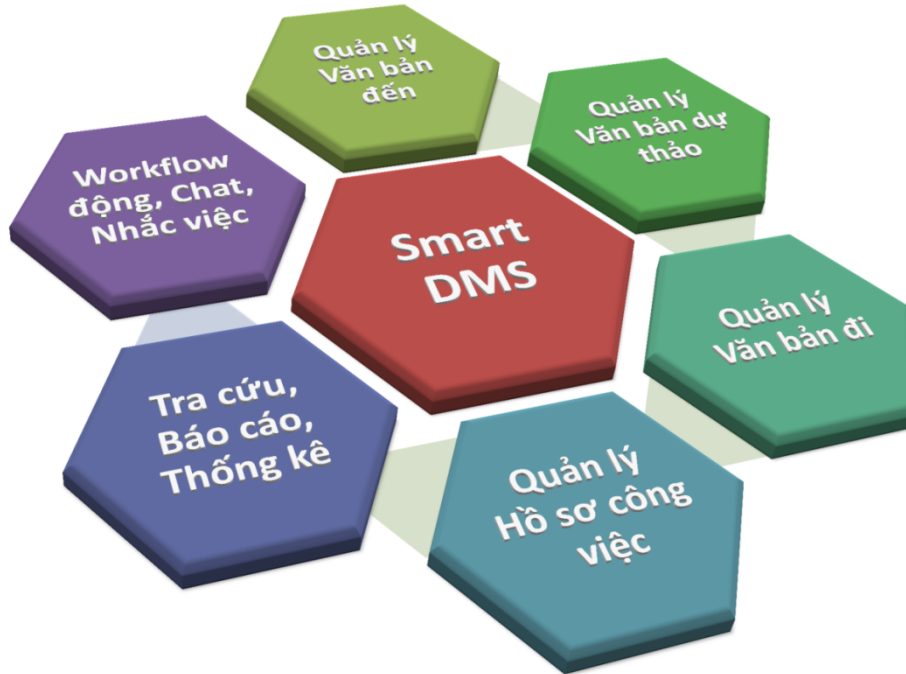 Quản lý
Văn bản
đến
Quản lý
Văn bản dự
thảo
Workflow
động, Chat,
Nhắc việc
Smart
DMS
Quản lý
Văn bản đi
Tra cứu,
Báo cáo,
Thống kê
Quản lý
Hồ sơ công
việc